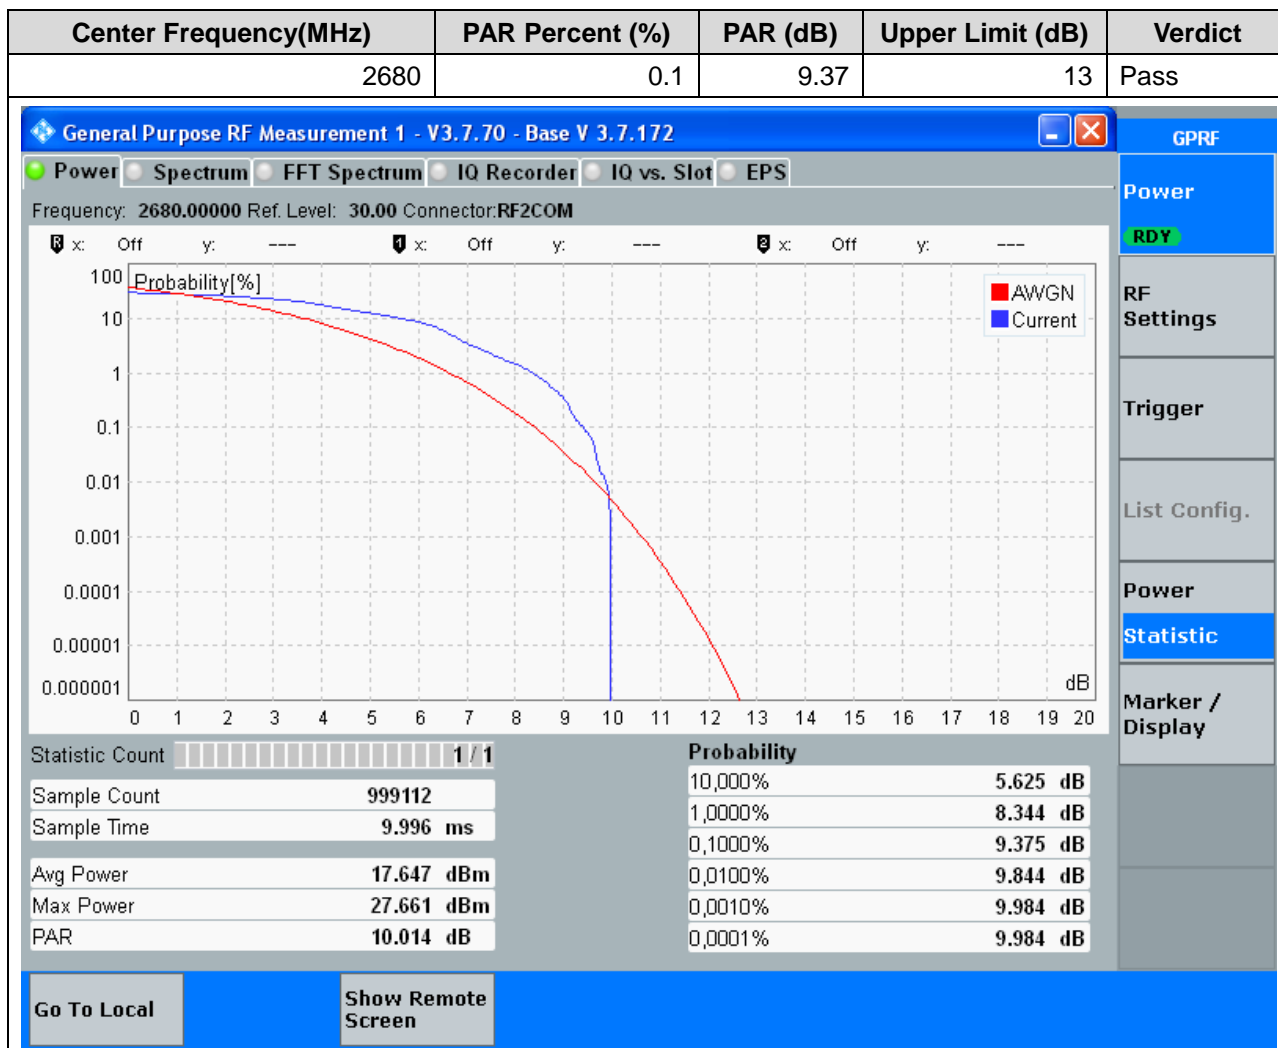 Center Frequency(MHz) PAR Percent (%) PAR (dB) Upper Limit (dB) Verdict
2680 0.1 9.37 13 Pass
General Purpose RF Measurement 1 - V3.7.70 - Base V 3.7.172
GPRF
Power Spectrum FFT Spectrum IQ Recorder IQ vs. Slot EPS
Frequency: 2680.00000 Ref. Level: 30.00 Connector:RF2COM
R x: Off y: --- 1 x: Off y: --- 2 x: Off y: ---
Probability[%]
AWGN
Current
100
10
1
0.1
0.01
0.001
0.0001
0.00001
0.000001
dB
0 1 2 3 4 5 6 7 8 9 10 11 12 13 14 15 16 17 18 19 20
Statistic Count 1 / 1
Sample Count 999112
Sample Time 9.996 ms
Avg Power 17.647 dBm
Max Power 27.661 dBm
PAR 10.014 dB
Probability
10,000% 5.625 dB
1,0000% 8.344 dB
0,1000% 9.375 dB
0,0100% 9.844 dB
0,0010% 9.984 dB
0,0001% 9.984 dB
Power
RDY
RF
Settings
Trigger
List Config.
Power
Statistic
Marker /
Display
Go To Local
Show Remote
Screen